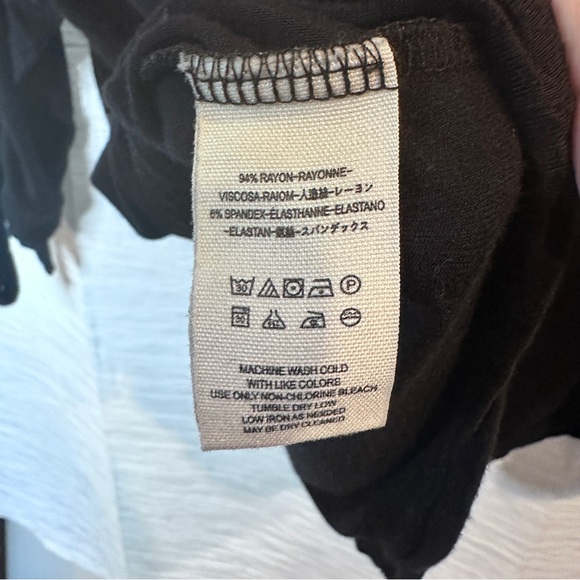 94% RAYON-RAYONNE-
VISCOSA-RAIOM-人造絲-レーヨン
6% SPANDEX-ÉLASTHANNE-ELASTANO
-ELASTAN-氨綸-スパンデックス
30 P
30
MACHINE WASH COLD
WITH LIKE COLORS
USE ONLY NON-CHLORINE BLEACH
TUMBLE DRY LOW
LOW IRON AS NEEDED
MAY BE DRY CLEANED